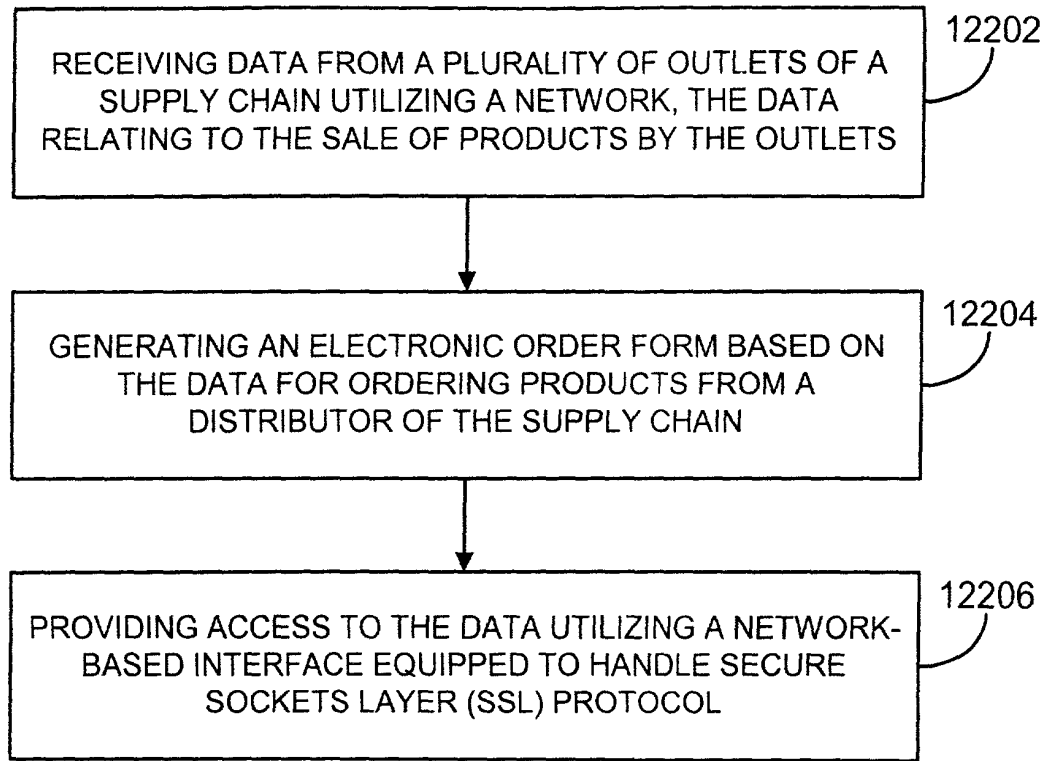 RECEIVING DATA FROM A PLURALITY OF OUTLETS OF A
SUPPLY CHAIN UTILIZING A NETWORK, THE DATA
RELATING TO THE SALE OF PRODUCTS BY THE OUTLETS
12202
GENERATING AN ELECTRONIC ORDER FORM BASED ON
THE DATA FOR ORDERING PRODUCTS FROM A
DISTRIBUTOR OF THE SUPPLY CHAIN
12204
PROVIDING ACCESS TO THE DATA UTILIZING A NETWORK-
BASED INTERFACE EQUIPPED TO HANDLE SECURE
SOCKETS LAYER (SSL) PROTOCOL
12206